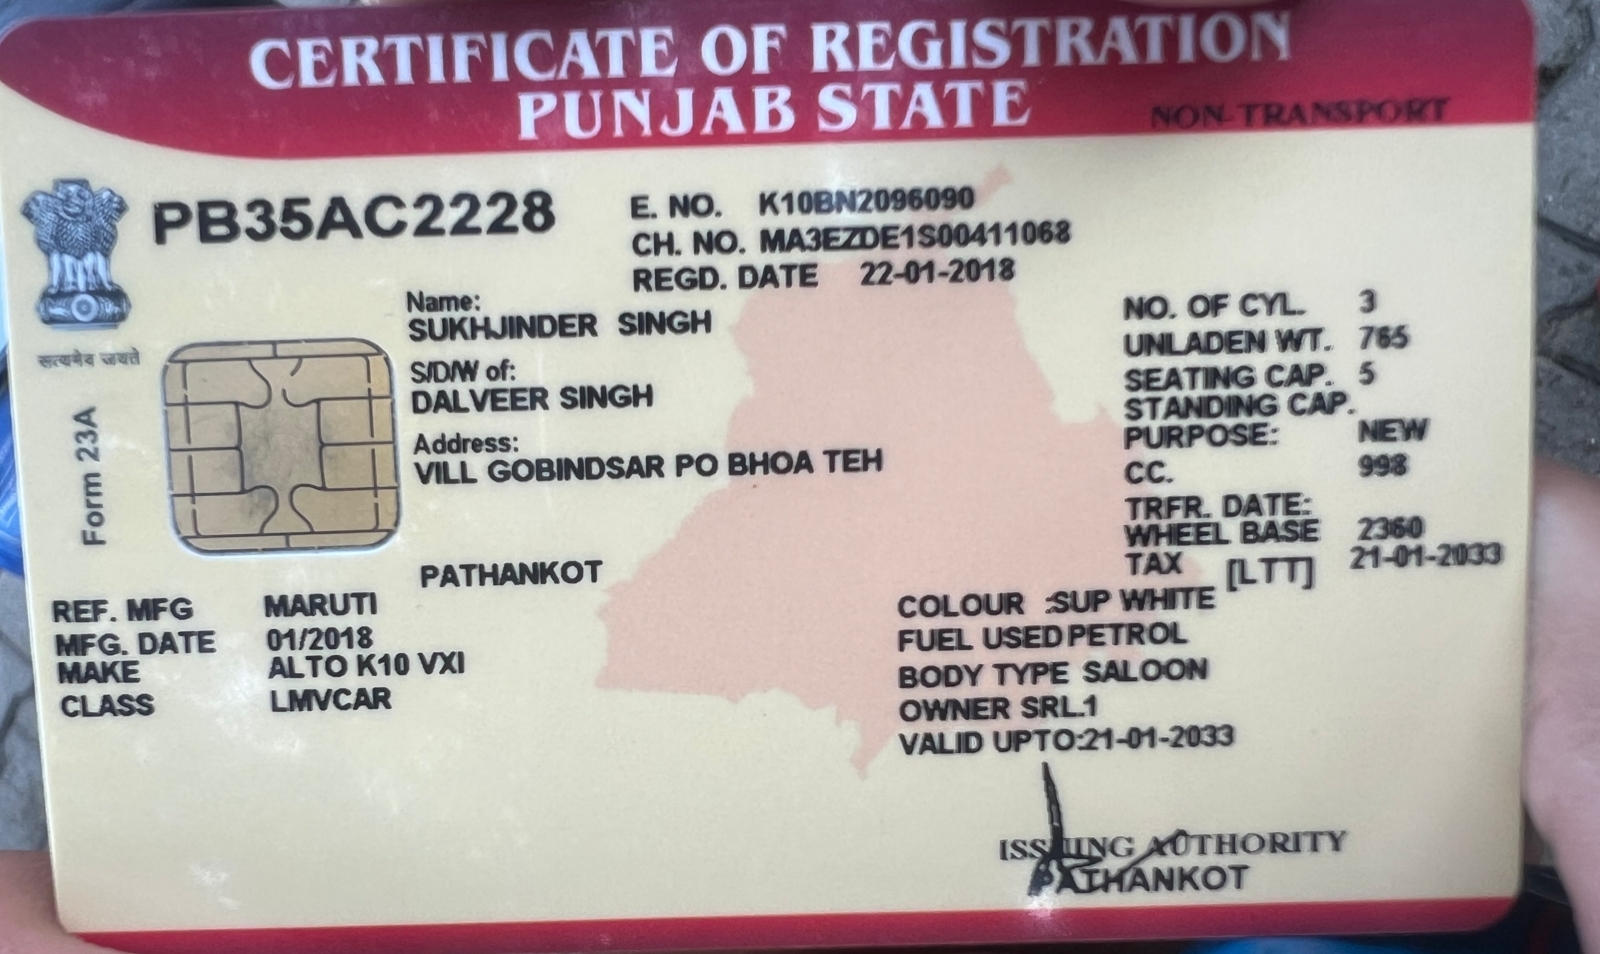 CERTIFICATE OF REGISTRATION
PUNJAB STATE
NON-TRANSPORT
PB35AC2228
E. NO. K10BN2096090
CH. NO. MA3EZDE1S00411068
REGD. DATE 22-01-2018
सत्यमेव जयते
Form 23A
Name:
SUKHJINDER SINGH
S/D/W of:
DALVEER SINGH
Address:
VILL GOBINDSAR PO BHOA TEH
PATHANKOT
NO. OF CYL. 3
UNLADEN WT. 765
SEATING CAP. 5
STANDING CAP.
PURPOSE: NEW
CC. 998
TRFR. DATE:
WHEEL BASE 2360
TAX [LTT] 21-01-2033
REF. MFG MARUTI
MFG. DATE 01/2018
MAKE ALTO K10 VXI
CLASS LMVCAR
COLOUR :SUP WHITE
FUEL USED PETROL
BODY TYPE SALOON
OWNER SRL.1
VALID UPTO:21-01-2033
ISSUING AUTHORITY
PATHANKOT